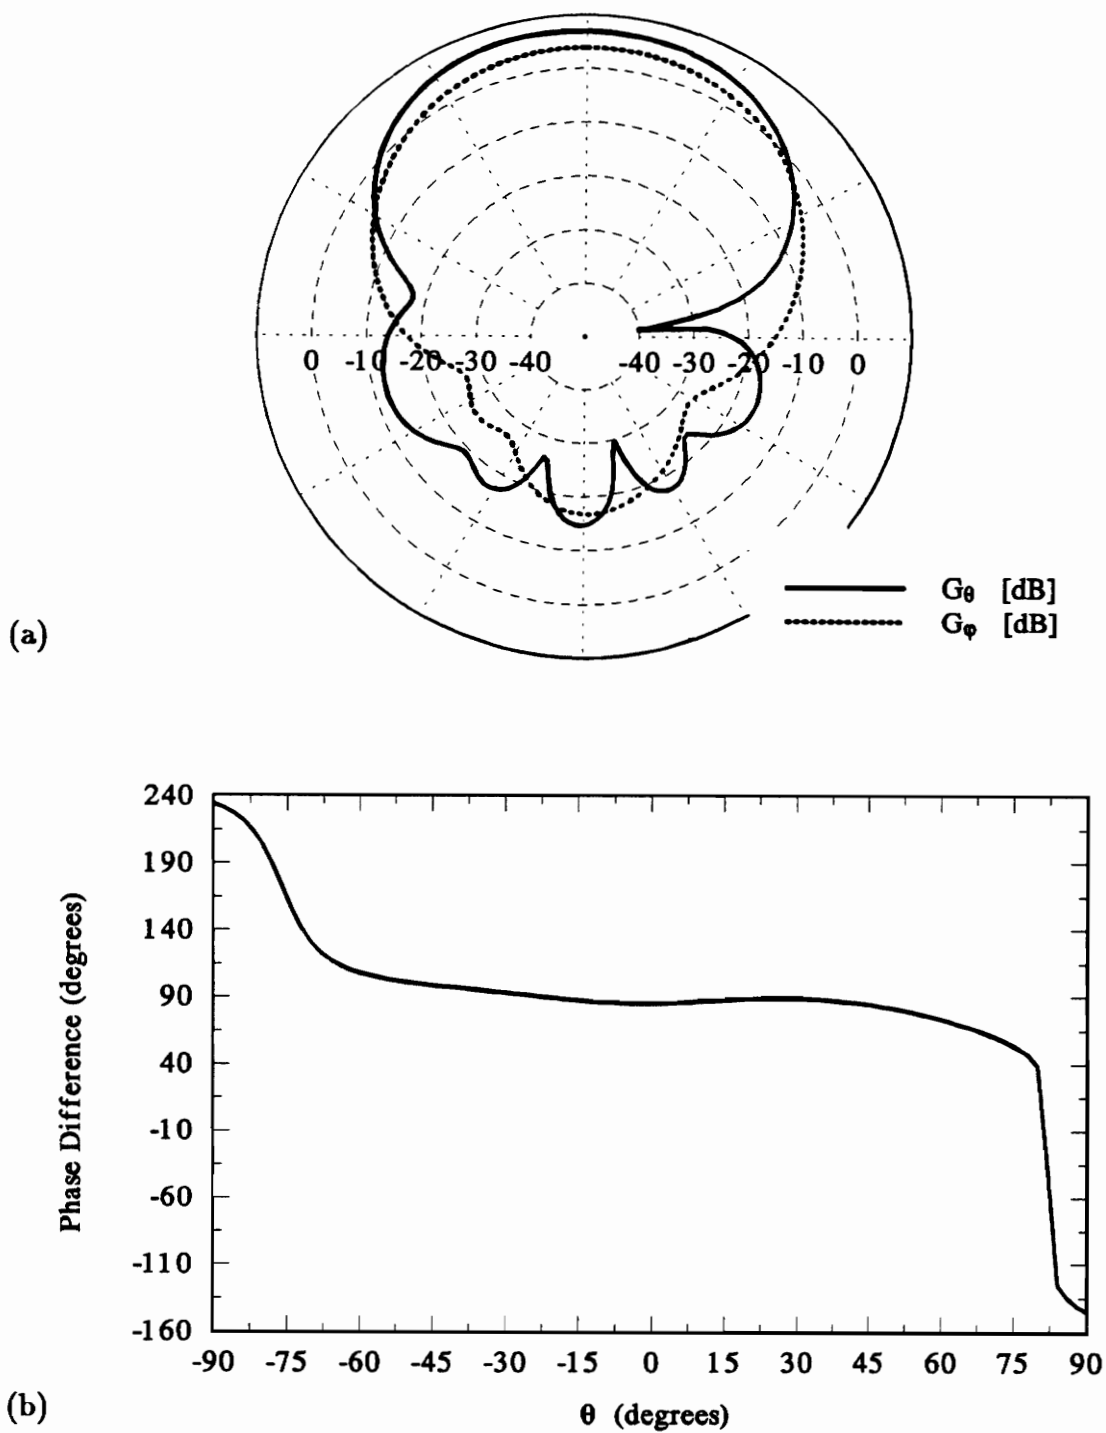 0 -10 -20 -30 -40 -40 -30 -20 -10 0
Gθ [dB]
Gφ [dB]
(a)
240
190
140
90
40
-10
-60
-110
-160
Phase Difference (degrees)
-90 -75 -60 -45 -30 -15 0 15 30 45 60 75 90
θ (degrees)
(b)